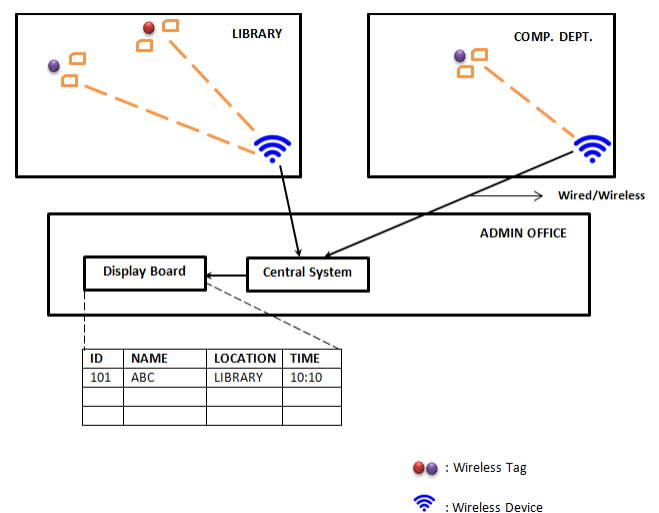 LIBRARY
COMP. DEPT.
Wired/Wireless
ADMIN OFFICE
Display Board
Central System
ID NAME LOCATION TIME
101 ABC LIBRARY 10:10
: Wireless Tag
: Wireless Device